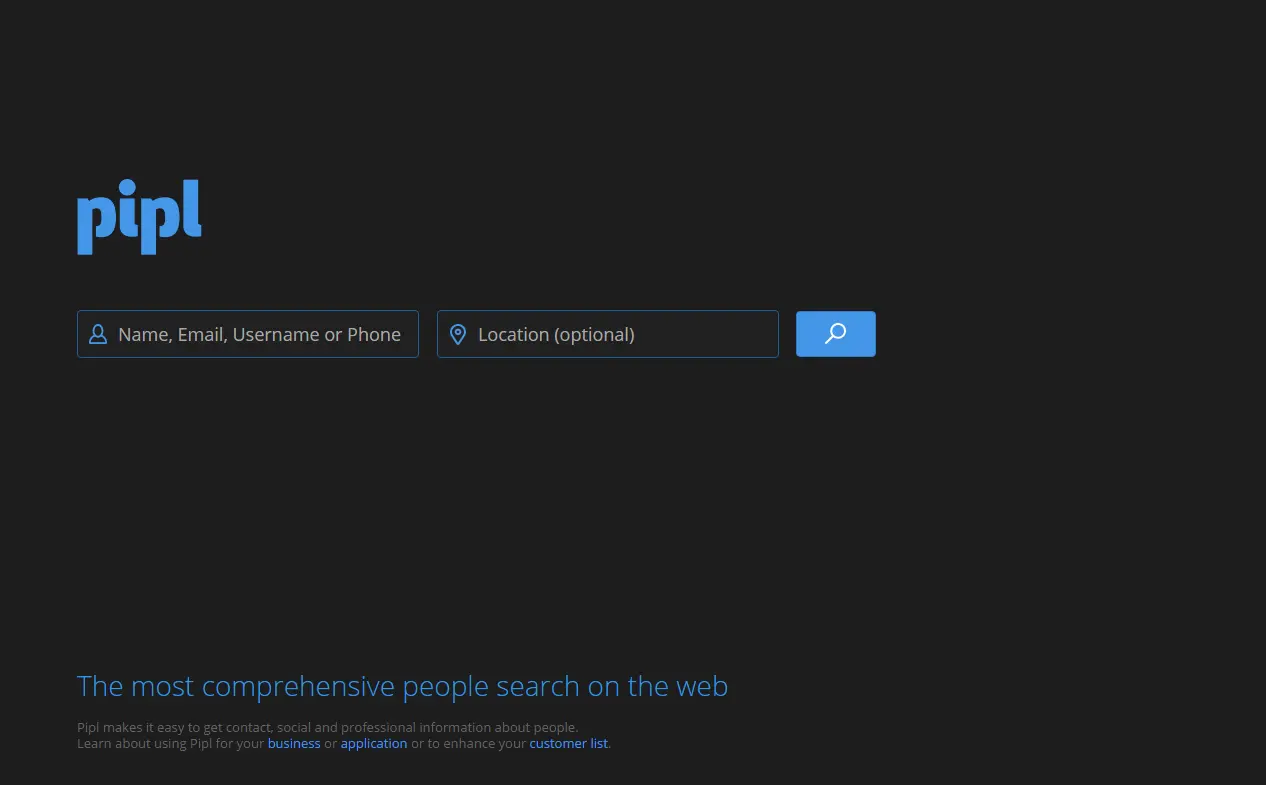 pipl
Name, Email, Username or Phone
Location (optional)
The most comprehensive people search on the web
Pipl makes it easy to get contact, social and professional information about people.
Learn about using Pipl for your business or application or to enhance your customer list.